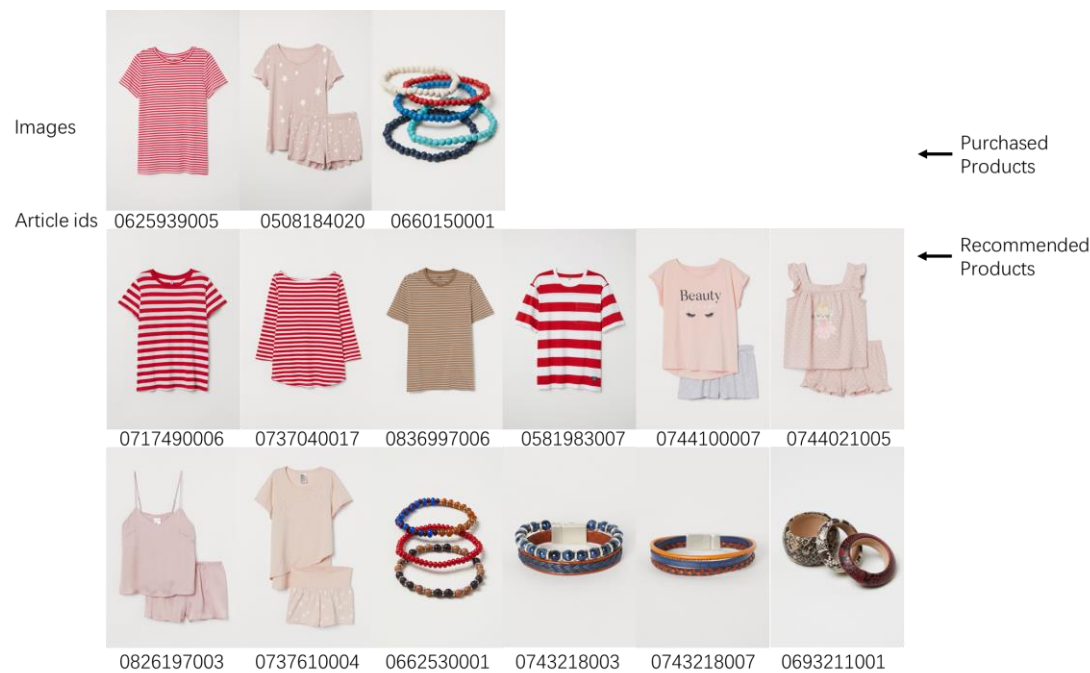 Images
Purchased
Products
Article ids
0625939005
0508184020
0660150001
Recommended
Products
Beauty
0717490006
0737040017
0836997006
0581983007
0744100007
0744021005
0826197003
0737610004
0662530001
0743218003
0743218007
0693211001